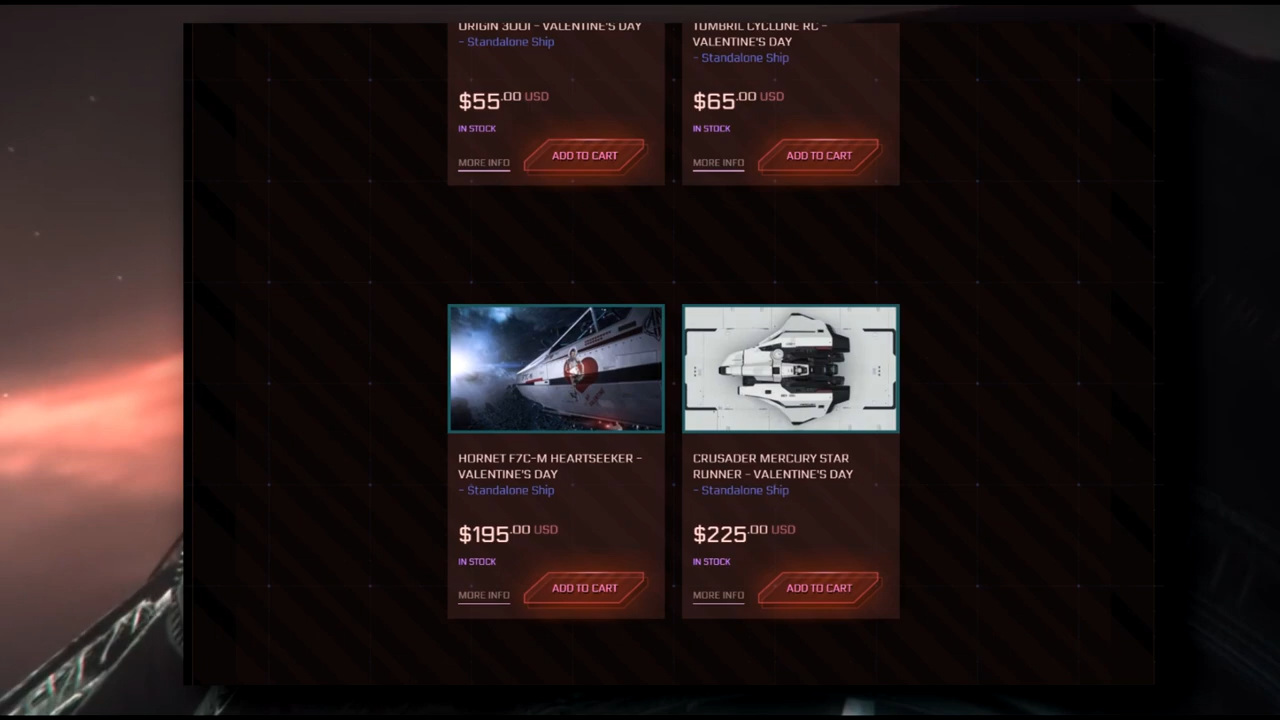 ORIGIN 300I - VALENTINE'S DAY
- Standalone Ship
$55.00 USD
IN STOCK
MORE INFO
ADD TO CART
TUMBRIL CYCLONE RC -
VALENTINE'S DAY
- Standalone Ship
$65.00 USD
IN STOCK
MORE INFO
ADD TO CART
HORNET F7C-M HEARTSEEKER -
VALENTINE'S DAY
- Standalone Ship
$195.00 USD
IN STOCK
MORE INFO
ADD TO CART
CRUSADER MERCURY STAR
RUNNER - VALENTINE'S DAY
- Standalone Ship
$225.00 USD
IN STOCK
MORE INFO
ADD TO CART